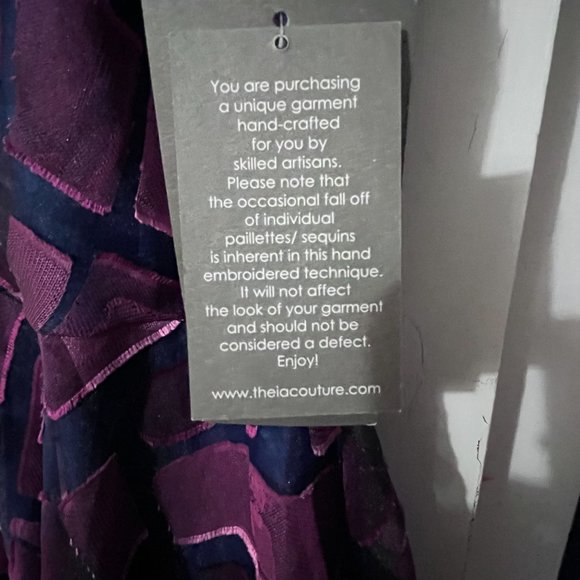 You are purchasing
a unique garment
hand-crafted
for you by
skilled artisans.
Please note that
the occasional fall off
of individual
paillettes/ sequins
is inherent in this hand
embroidered technique.
It will not affect
the look of your garment
and should not be
considered a defect.
Enjoy!
www.theiacouture.com